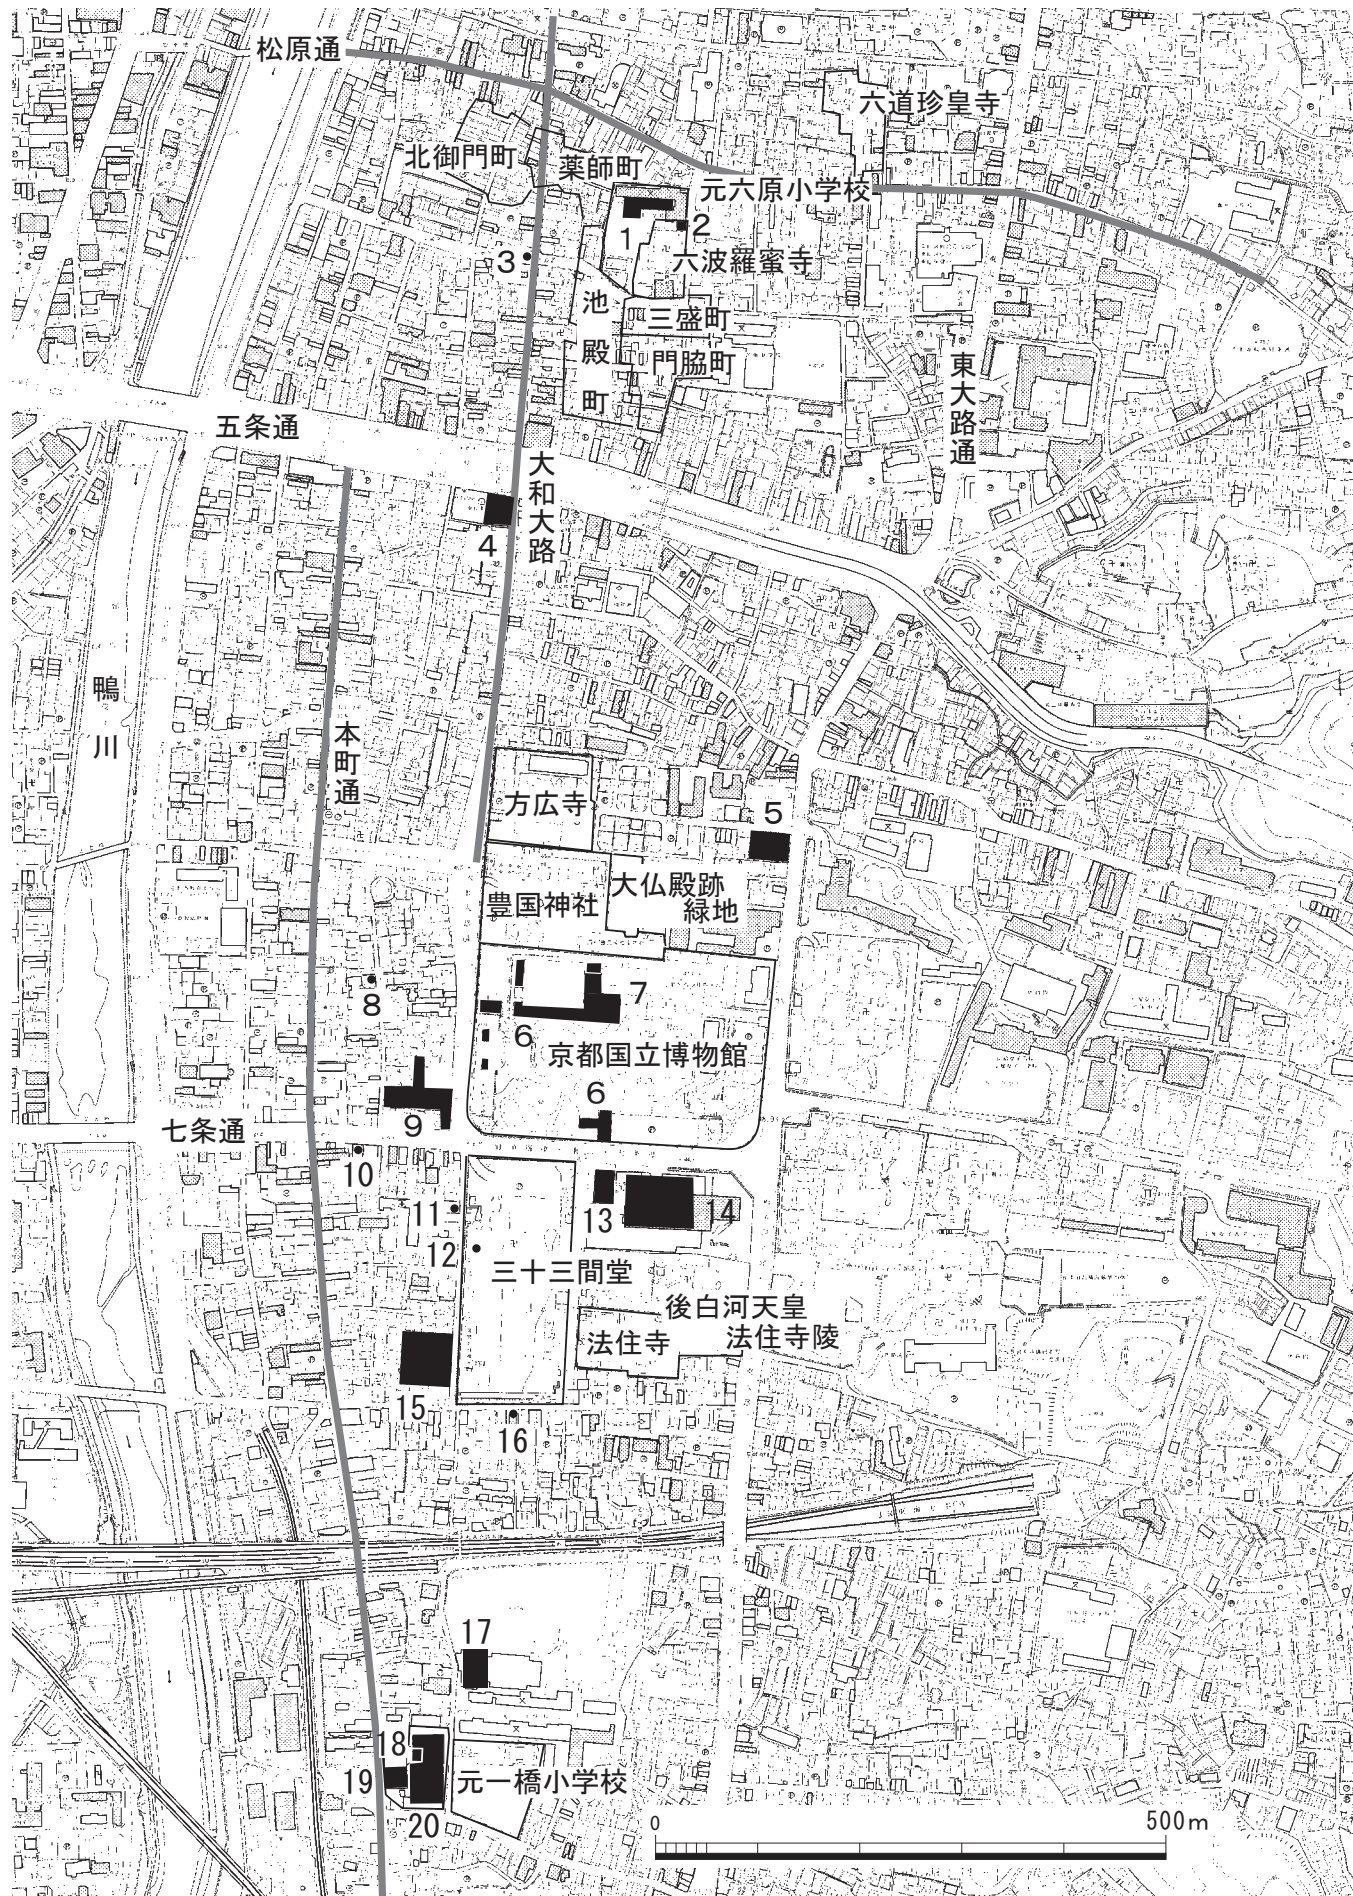 松原通
六道珍皇寺
北御門町
薬師町
元六原小学校
1
2
六波羅蜜寺
3
池殿町
三盛町
門脇町
東大路通
五条通
大和大路
4
鴨川
本町通
方広寺
5
豊国神社
大仏殿跡
緑地
7
8
6
京都国立博物館
6
七条通
9
10
11
13
14
12
三十三間堂
後白河天皇
法住寺陵
法住寺
15
16
17
18
19
元一橋小学校
20
0
500m